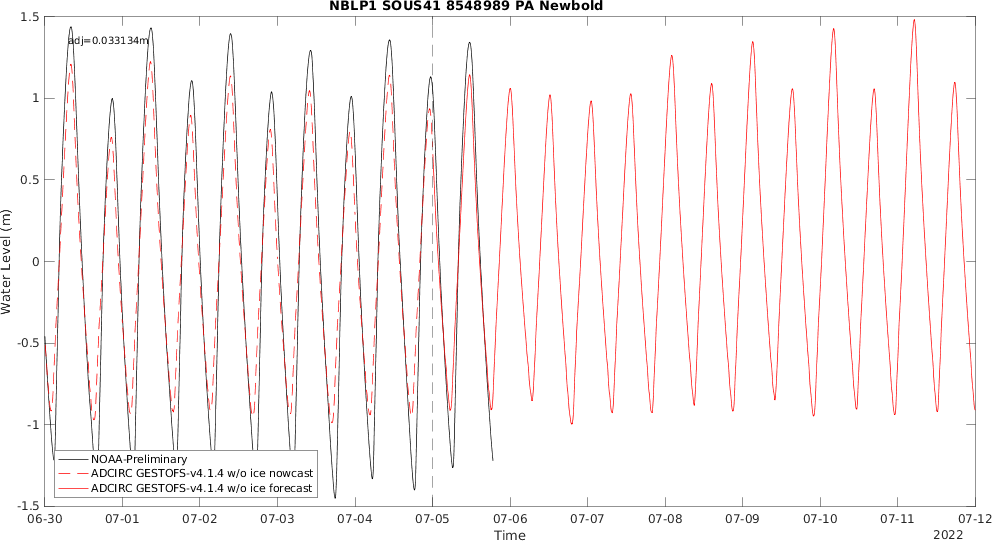 NBLP1 SOUS41 8548989 PA Newbold
adj=0.033134m
1.5
1
0.5
0
-0.5
-1
-1.5
Water Level (m)
NOAA-Preliminary
ADCIRC GESTOFS-v4.1.4 w/o ice nowcast
ADCIRC GESTOFS-v4.1.4 w/o ice forecast
06-30 07-01 07-02 07-03 07-04 07-05 07-06 07-07 07-08 07-09 07-10 07-11 07-12
Time
2022